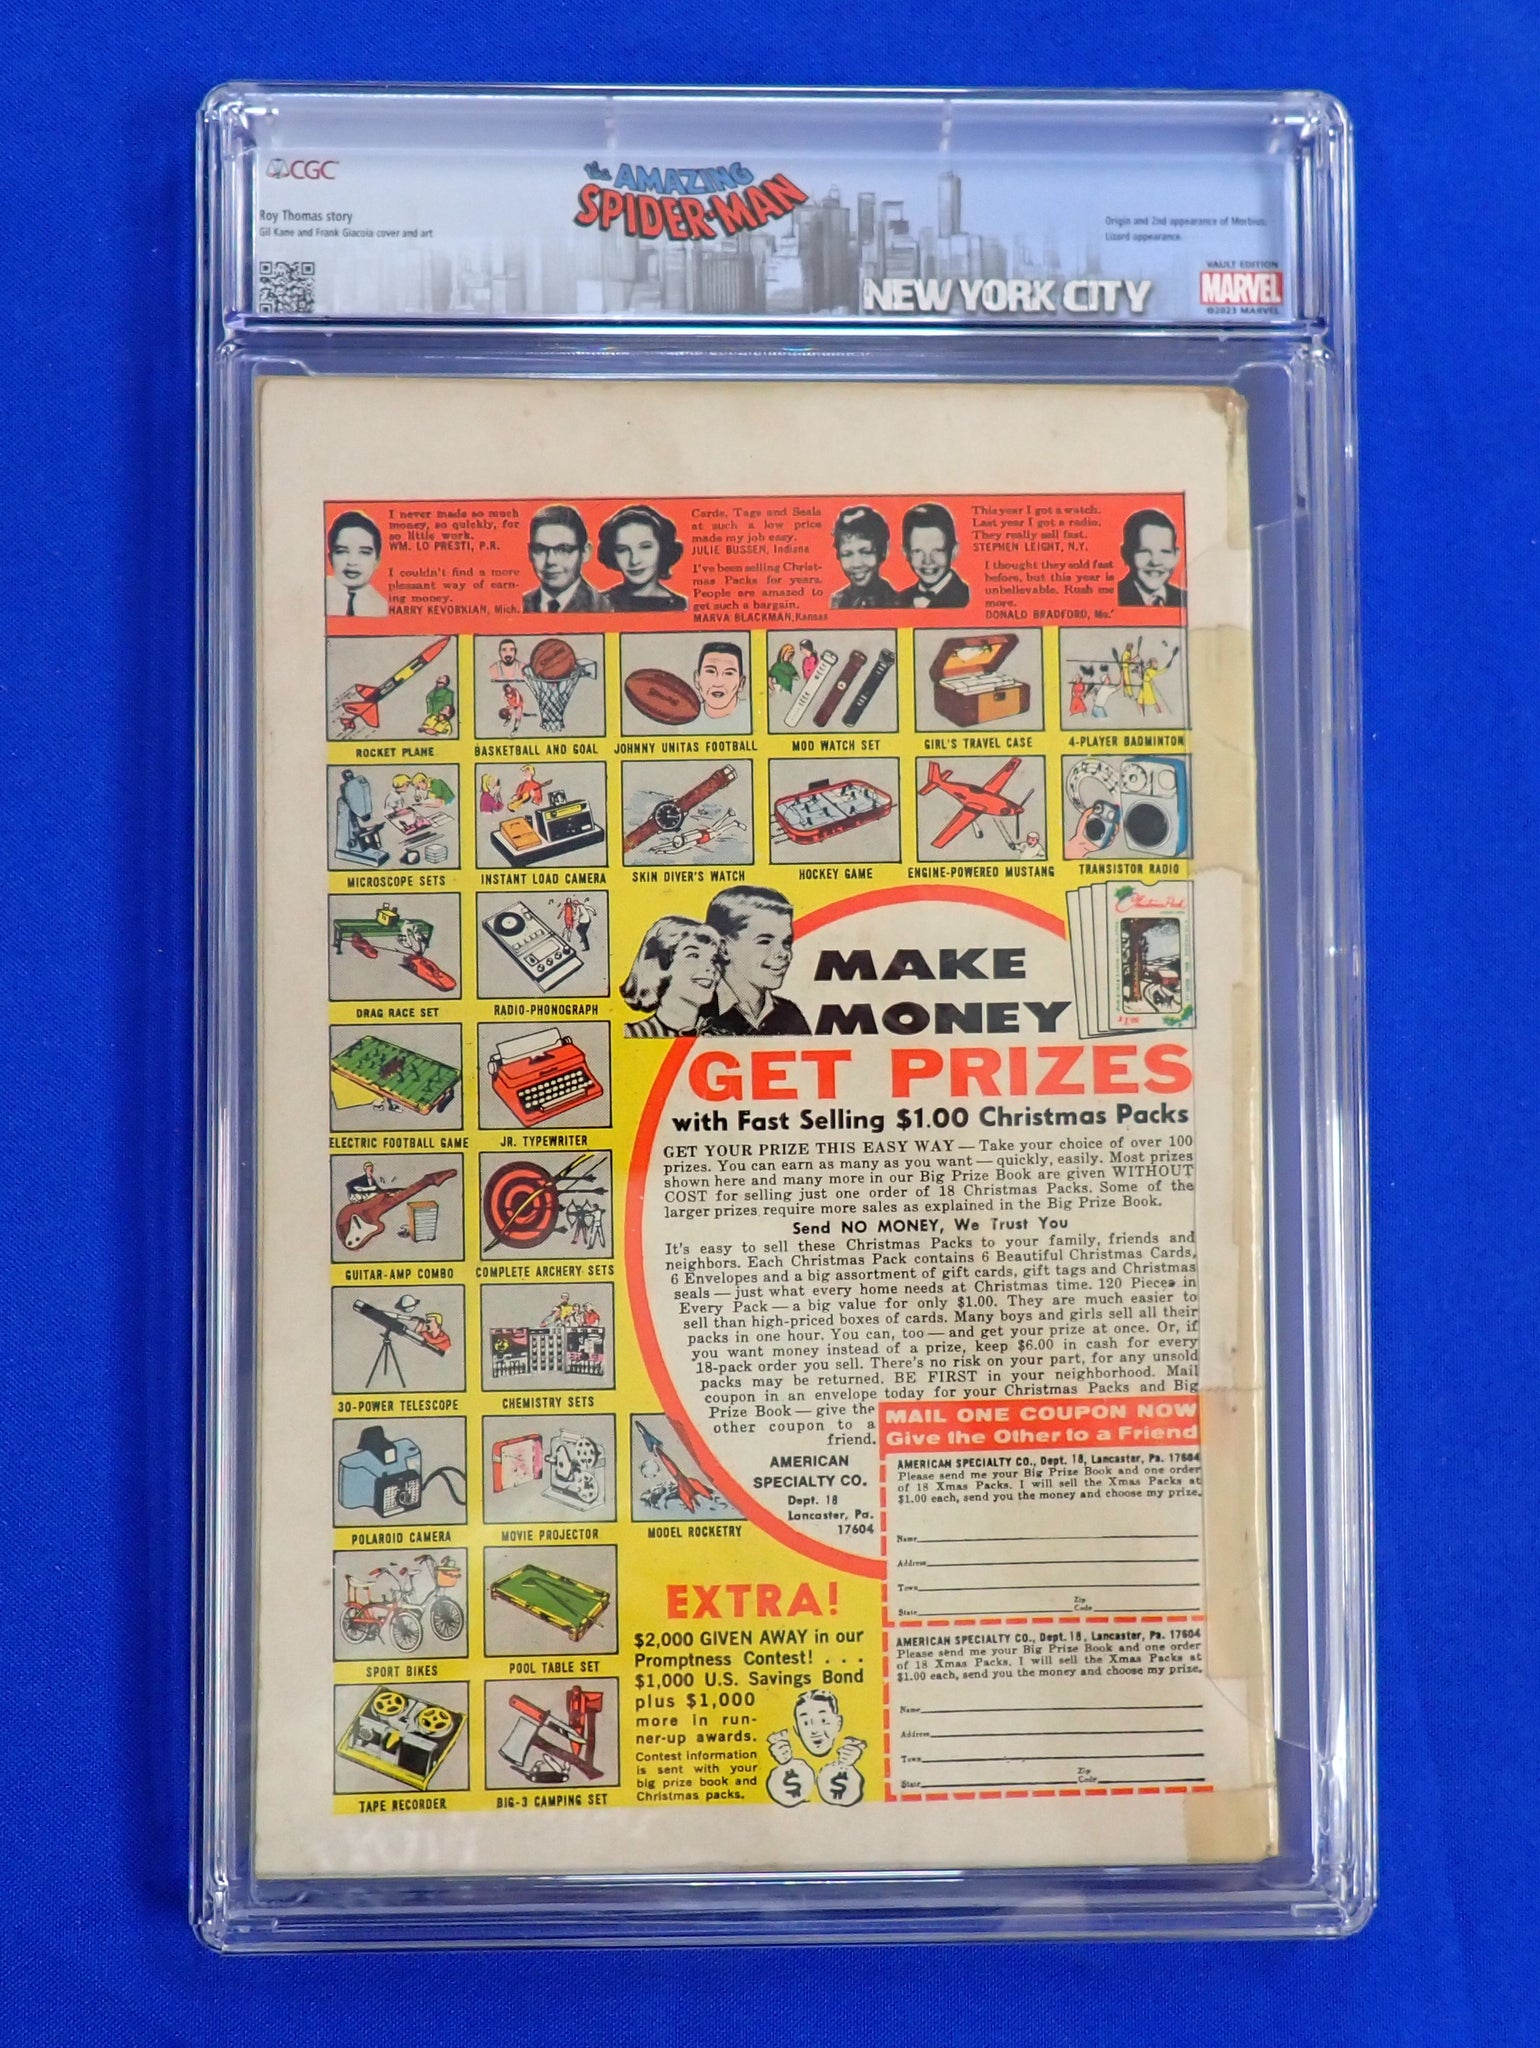 CGC
the AMAZING
SPIDER-MAN
Roy Thomas story
Gil Kane and Frank Giacoia cover and art
Origin and 2nd appearance of Morbius.
Lizard appearance.
NEW YORK CITY
VAULT EDITION
MARVEL
©2023 MARVEL
I never made so much
money, so quickly, for
so little work.
WM. LO PRESTI, P.R.
I couldn't find a more
pleasant way of earn-
ing money.
HARRY KEVORKIAN, Mich.
Cards, Tags and Seals
at such a low price
made my job easy.
JULIE BUSSEN, Indiana
I've been selling Christ-
mas Packs for years.
People are amazed to
get such a bargain.
MARVA BLACKMAN, Kansas
This year I got a watch.
Last year I got a radio.
They really sell fast.
STEPHEN LEIGHT, N.Y.
I thought they sold fast
before, but this year is
unbelievable. Rush me
more.
DONALD BRADFORD, Mo.
ROCKET PLANE
BASKETBALL AND GOAL
JOHNNY UNITAS FOOTBALL
MOD WATCH SET
GIRL'S TRAVEL CASE
4-PLAYER BADMINTON
MICROSCOPE SETS
INSTANT LOAD CAMERA
SKIN DIVER'S WATCH
HOCKEY GAME
ENGINE-POWERED MUSTANG
TRANSISTOR RADIO
DRAG RACE SET
RADIO-PHONOGRAPH
ELECTRIC FOOTBALL GAME
JR. TYPEWRITER
GUITAR-AMP COMBO
COMPLETE ARCHERY SETS
30-POWER TELESCOPE
CHEMISTRY SETS
POLAROID CAMERA
MOVIE PROJECTOR
MODEL ROCKETRY
SPORT BIKES
POOL TABLE SET
TAPE RECORDER
BIG-3 CAMPING SET
MAKE
MONEY
GET PRIZES
with Fast Selling $1.00 Christmas Packs
GET YOUR PRIZE THIS EASY WAY — Take your choice of over 100
prizes. You can earn as many as you want — quickly, easily. Most prizes
shown here and many more in our Big Prize Book are given WITHOUT
COST for selling just one order of 18 Christmas Packs. Some of the
larger prizes require more sales as explained in the Big Prize Book.
Send NO MONEY, We Trust You
It's easy to sell these Christmas Packs to your family, friends and
neighbors. Each Christmas Pack contains 6 Beautiful Christmas Cards,
6 Envelopes and a big assortment of gift cards, gift tags and Christmas
seals — just what every home needs at Christmas time. 120 Pieces in
Every Pack — a big value for only $1.00. They are much easier to
sell than high-priced boxes of cards. Many boys and girls sell all their
packs in one hour. You can, too — and get your prize at once. Or, if
you want money instead of a prize, keep $6.00 in cash for every
18-pack order you sell. There's no risk on your part, for any unsold
packs may be returned. BE FIRST in your neighborhood. Mail
coupon in an envelope today for your Christmas Packs and Big
Prize Book — give the
other coupon to a
friend.
AMERICAN
SPECIALTY CO.
Dept. 18
Lancaster, Pa.
17604
MAIL ONE COUPON NOW
Give the Other to a Friend
AMERICAN SPECIALTY CO., Dept. 18, Lancaster, Pa. 17604
Please send me your Big Prize Book and one order
of 18 Xmas Packs. I will sell the Xmas Packs at
$1.00 each, send you the money and choose my prize.
Name
Address
Town
State Zip Code
AMERICAN SPECIALTY CO., Dept. 18, Lancaster, Pa. 17604
Please send me your Big Prize Book and one order
of 18 Xmas Packs. I will sell the Xmas Packs at
$1.00 each, send you the money and choose my prize.
Name
Address
Town
State Zip Code
EXTRA!
$2,000 GIVEN AWAY in our
Promptness Contest! . . .
$1,000 U.S. Savings Bond
plus $1,000
more in run-
ner-up awards.
Contest information
is sent with your
big prize book and
Christmas packs.
$ $